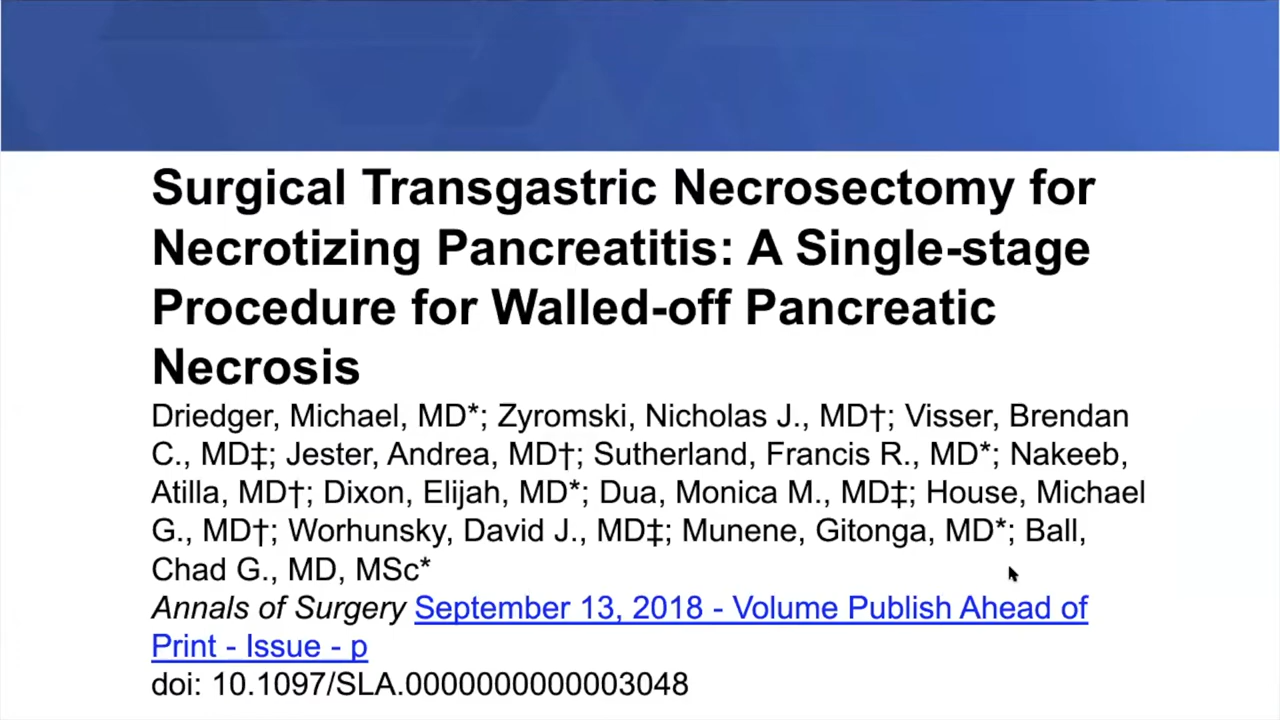 Surgical Transgastric Necrosectomy for
Necrotizing Pancreatitis: A Single-stage
Procedure for Walled-off Pancreatic
Necrosis
Driedger, Michael, MD*; Zyromski, Nicholas J., MD†; Visser, Brendan
C., MD‡; Jester, Andrea, MD†; Sutherland, Francis R., MD*; Nakeeb,
Atilla, MD†; Dixon, Elijah, MD*; Dua, Monica M., MD‡; House, Michael
G., MD†; Worhunsky, David J., MD‡; Munene, Gitonga, MD*; Ball,
Chad G., MD, MSc*
Annals of Surgery September 13, 2018 - Volume Publish Ahead of
Print - Issue - p
doi: 10.1097/SLA.0000000000003048